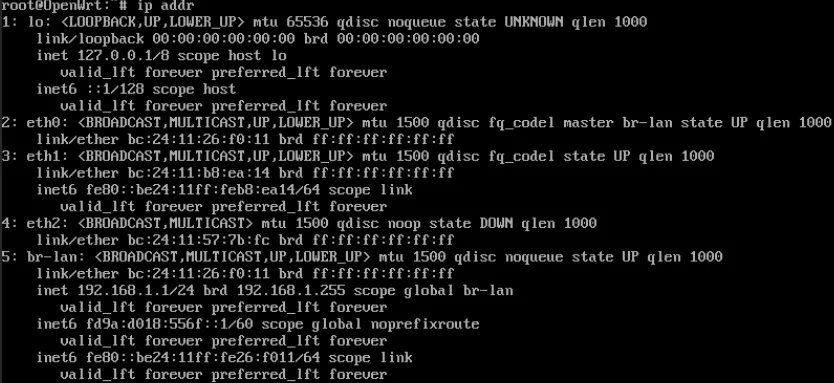 root@OpenWrt:~# ip addr
1: lo: <LOOPBACK,UP,LOWER_UP> mtu 65536 qdisc noqueue state UNKNOWN qlen 1000
    link/loopback 00:00:00:00:00:00 brd 00:00:00:00:00:00
    inet 127.0.0.1/8 scope host lo
       valid_lft forever preferred_lft forever
    inet6 ::1/128 scope host
       valid_lft forever preferred_lft forever
2: eth0: <BROADCAST,MULTICAST,UP,LOWER_UP> mtu 1500 qdisc fq_codel master br-lan state UP qlen 1000
    link/ether bc:24:11:26:f0:11 brd ff:ff:ff:ff:ff:ff
3: eth1: <BROADCAST,MULTICAST,UP,LOWER_UP> mtu 1500 qdisc fq_codel state UP qlen 1000
    link/ether bc:24:11:b8:ea:14 brd ff:ff:ff:ff:ff:ff
    inet6 fe80::be24:11ff:feb8:ea14/64 scope link
       valid_lft forever preferred_lft forever
4: eth2: <BROADCAST,MULTICAST> mtu 1500 qdisc noop state DOWN qlen 1000
    link/ether bc:24:11:57:7b:fc brd ff:ff:ff:ff:ff:ff
5: br-lan: <BROADCAST,MULTICAST,UP,LOWER_UP> mtu 1500 qdisc noqueue state UP qlen 1000
    link/ether bc:24:11:26:f0:11 brd ff:ff:ff:ff:ff:ff
    inet 192.168.1.1/24 brd 192.168.1.255 scope global br-lan
       valid_lft forever preferred_lft forever
    inet6 fd9a:d018:556f::1/60 scope global noprefixroute
       valid_lft forever preferred_lft forever
    inet6 fe80::be24:11ff:fe26:f011/64 scope link
       valid_lft forever preferred_lft forever